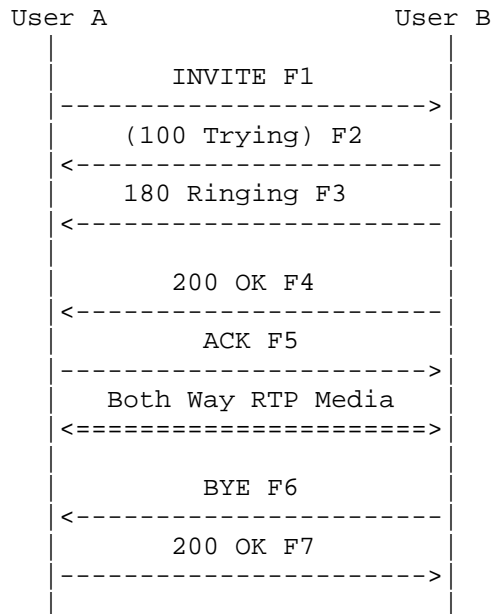 User A User B
INVITE F1
(100 Trying) F2
180 Ringing F3
200 OK F4
ACK F5
Both Way RTP Media
BYE F6
200 OK F7